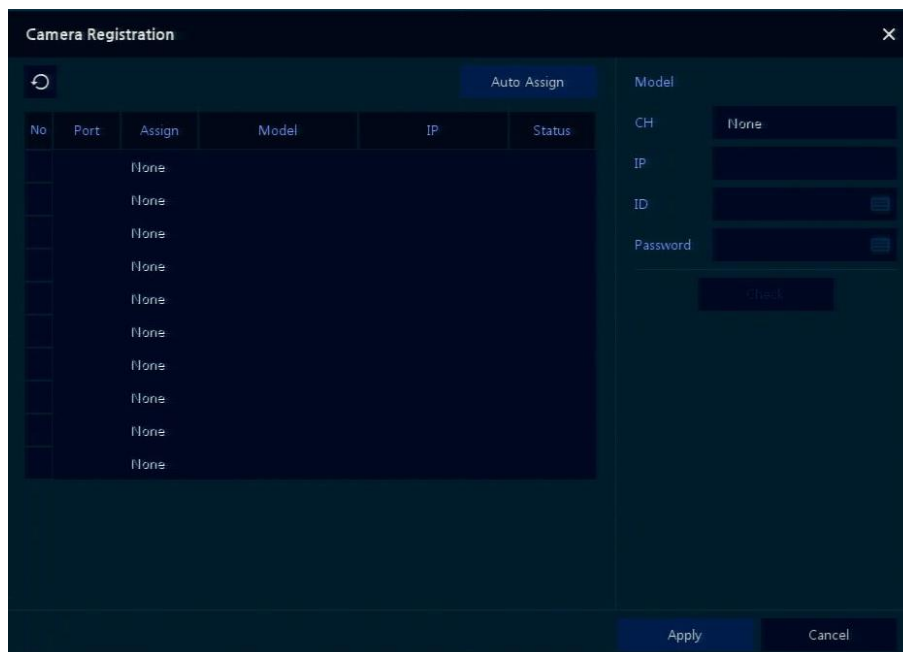 Camera Registration
Auto Assign
No Port Assign Model IP Status
None
None
None
None
None
None
None
None
None
None
Model
CH None
IP
ID
Password
Check
Apply Cancel